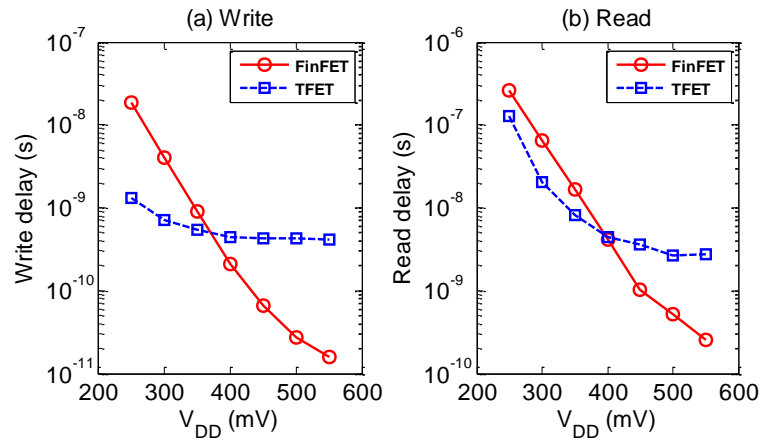 (a) Write
Write delay (s)
10^-7
10^-8
10^-9
10^-10
10^-11
FinFET
TFET
200 300 400 500 600
V_DD (mV)
(b) Read
Read delay (s)
10^-6
10^-7
10^-8
10^-9
10^-10
FinFET
TFET
200 300 400 500 600
V_DD (mV)